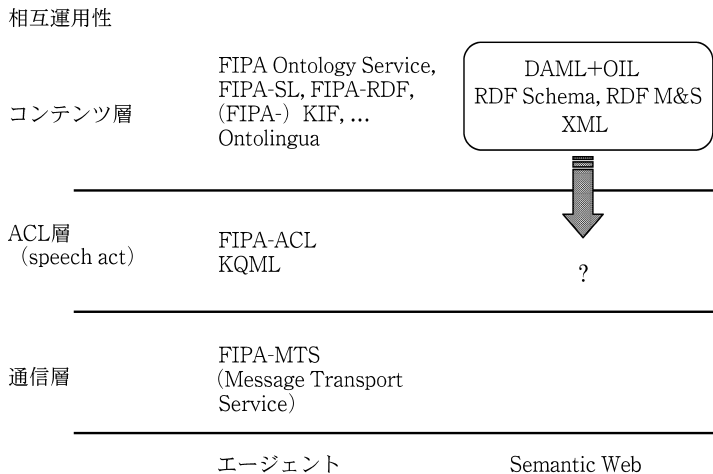 相互運用性
コンテンツ層
FIPA Ontology Service,
FIPA-SL, FIPA-RDF,
(FIPA-) KIF, ...
Ontolingua
DAML+OIL
RDF Schema, RDF M&S
XML
ACL層
（speech act）
FIPA-ACL
KQML
?
通信層
FIPA-MTS
(Message Transport
Service)
エージェント
Semantic Web